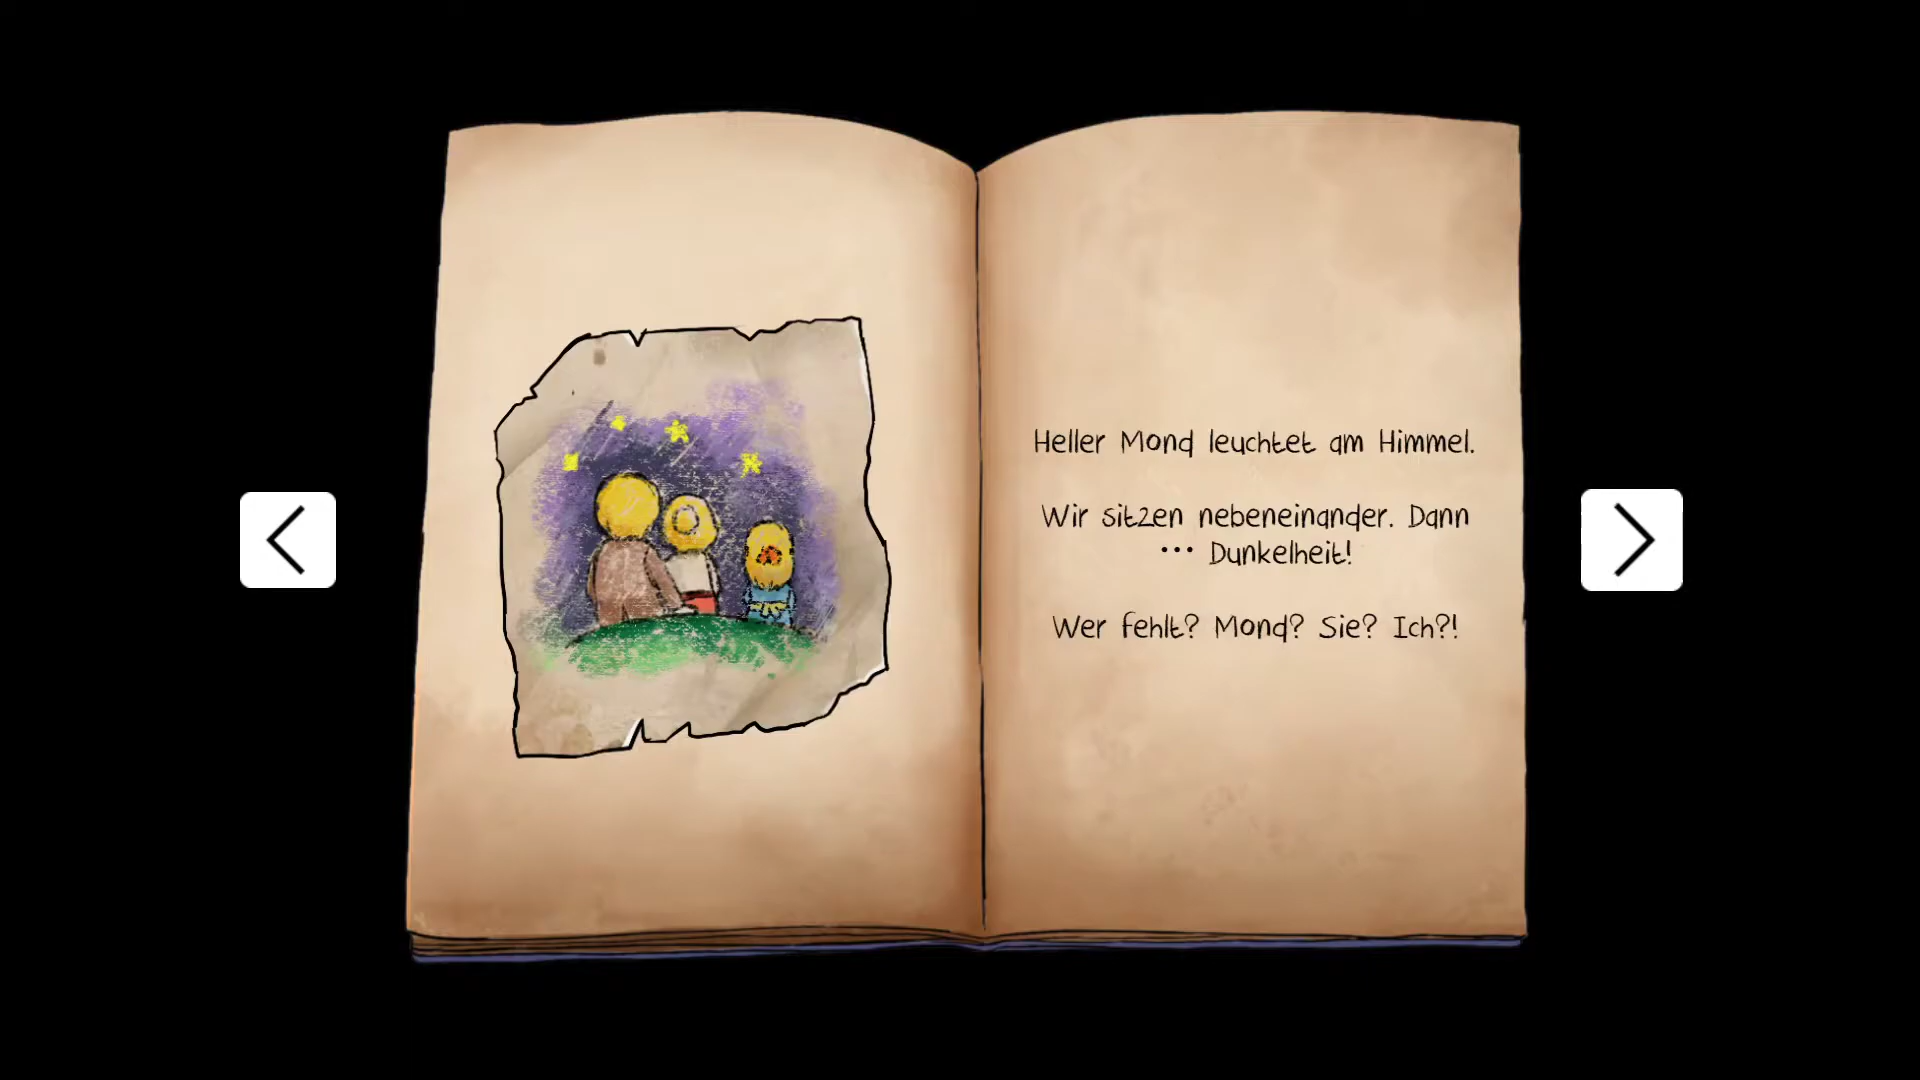 Heller Mond leuchtet am Himmel.
Wir sitzen nebeneinander. Dann
... Dunkelheit!
Wer fehlt? Mond? Sie? Ich?!